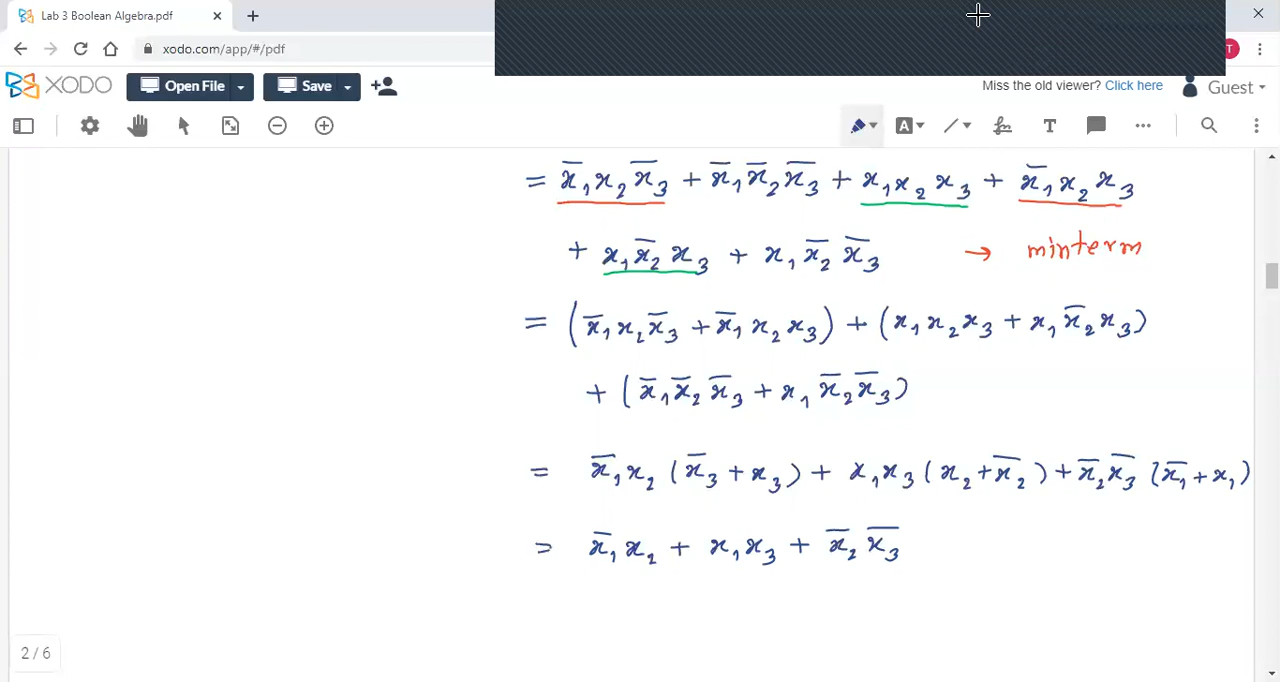 Lab 3 Boolean Algebra.pdf
xodo.com/app/#/pdf
T
XODO Open File Save
Miss the old viewer? Click here Guest
A T
= x̅₁x₂x̅₃ + x̅₁x̅₂x̅₃ + x₁x₂x₃ + x̅₁x₂x₃
+ x₁x̅₂x₃ + x₁x̅₂x̅₃ → minterm
= (x̅₁x₂x̅₃ + x̅₁x₂x₃) + (x₁x₂x₃ + x₁x̅₂x₃)
+ (x̅₁x̅₂x̅₃ + x₁x̅₂x̅₃)
= x̅₁x₂(x̅₃ + x₃) + x₁x₃(x₂ + x̅₂) + x̅₂x̅₃(x̅₁ + x₁)
= x̅₁x₂ + x₁x₃ + x̅₂x̅₃
2 / 6